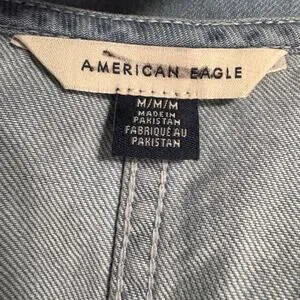 AMERICAN EAGLE
M/M/M
MADE IN
PAKISTAN
FABRIQUÉ AU
PAKISTAN